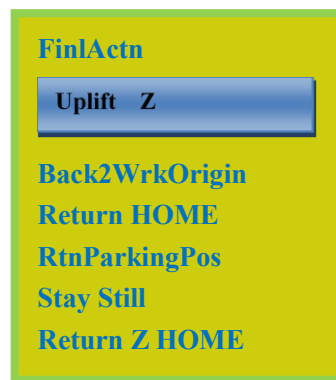 FinlActn
Uplift Z
Back2WrkOrigin
Return HOME
RtnParkingPos
Stay Still
Return Z HOME